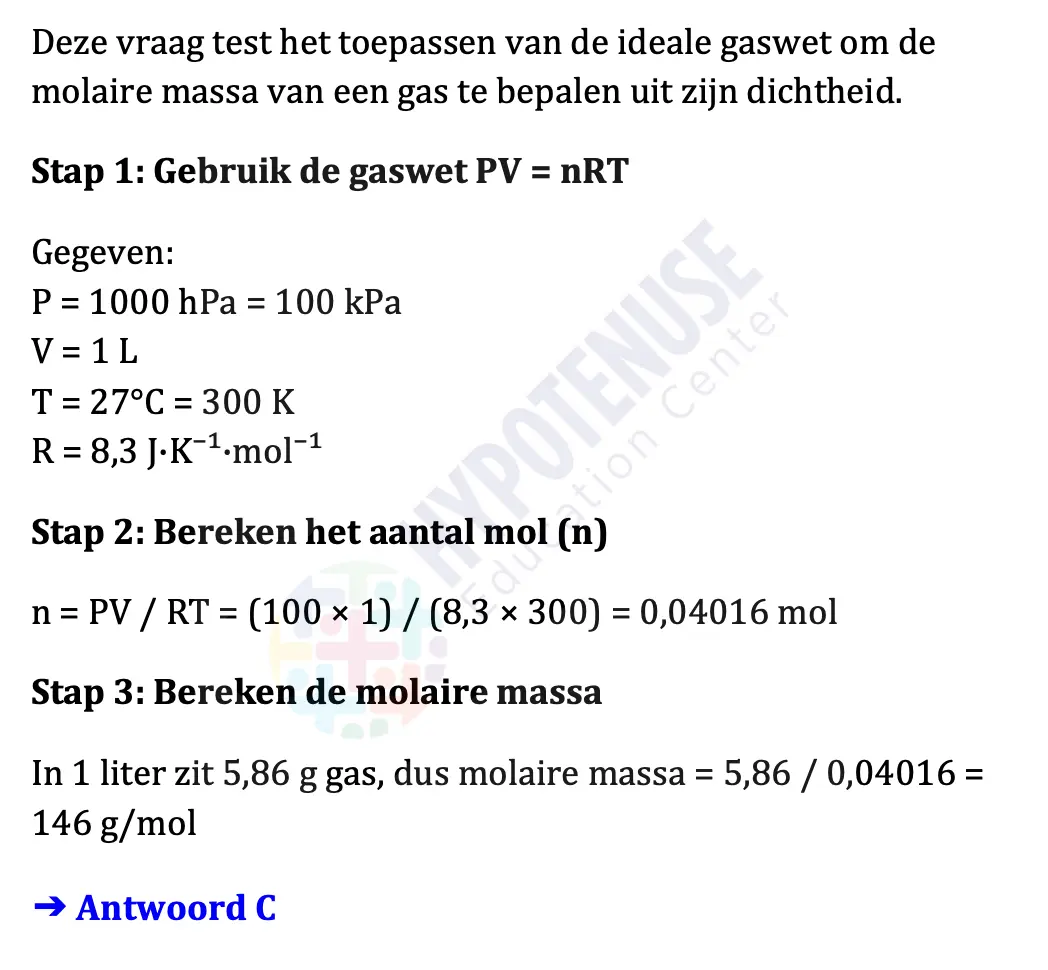 Deze vraag test het toepassen van de ideale gaswet om de
molaire massa van een gas te bepalen uit zijn dichtheid.
Stap 1: Gebruik de gaswet PV = nRT
Gegeven:
P = 1000 hPa = 100 kPa
V = 1 L
T = 27°C = 300 K
R = 8,3 J·K⁻¹·mol⁻¹
Stap 2: Bereken het aantal mol (n)
n = PV / RT = (100 × 1) / (8,3 × 300) = 0,04016 mol
Stap 3: Bereken de molaire massa
In 1 liter zit 5,86 g gas, dus molaire massa = 5,86 / 0,04016 =
146 g/mol
➔ Antwoord C
HYPOTENUSE
Education Center